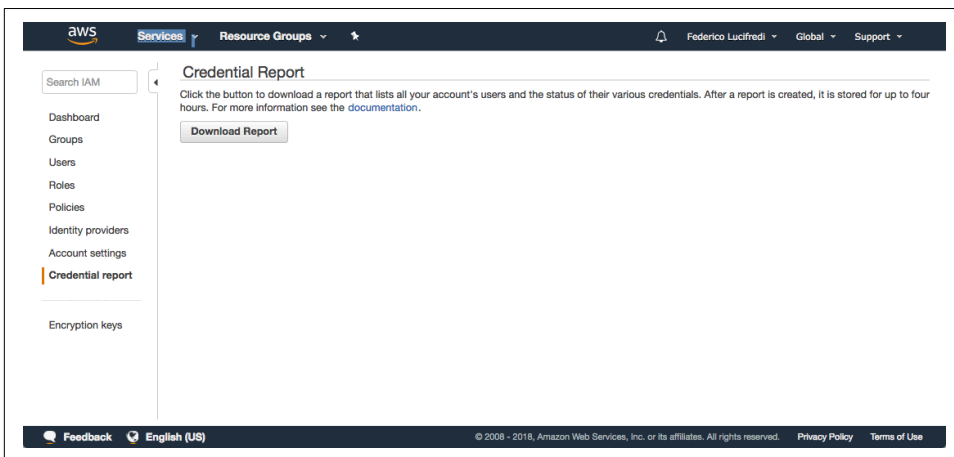 aws Services Resource Groups Federico Lucifredi Global Support
Search IAM
Dashboard
Groups
Users
Roles
Policies
Identity providers
Account settings
Credential report
Encryption keys
Credential Report
Click the button to download a report that lists all your account's users and the status of their various credentials. After a report is created, it is stored for up to four
hours. For more information see the documentation.
Download Report
Feedback English (US) © 2008 - 2018, Amazon Web Services, Inc. or its affiliates. All rights reserved. Privacy Policy Terms of Use